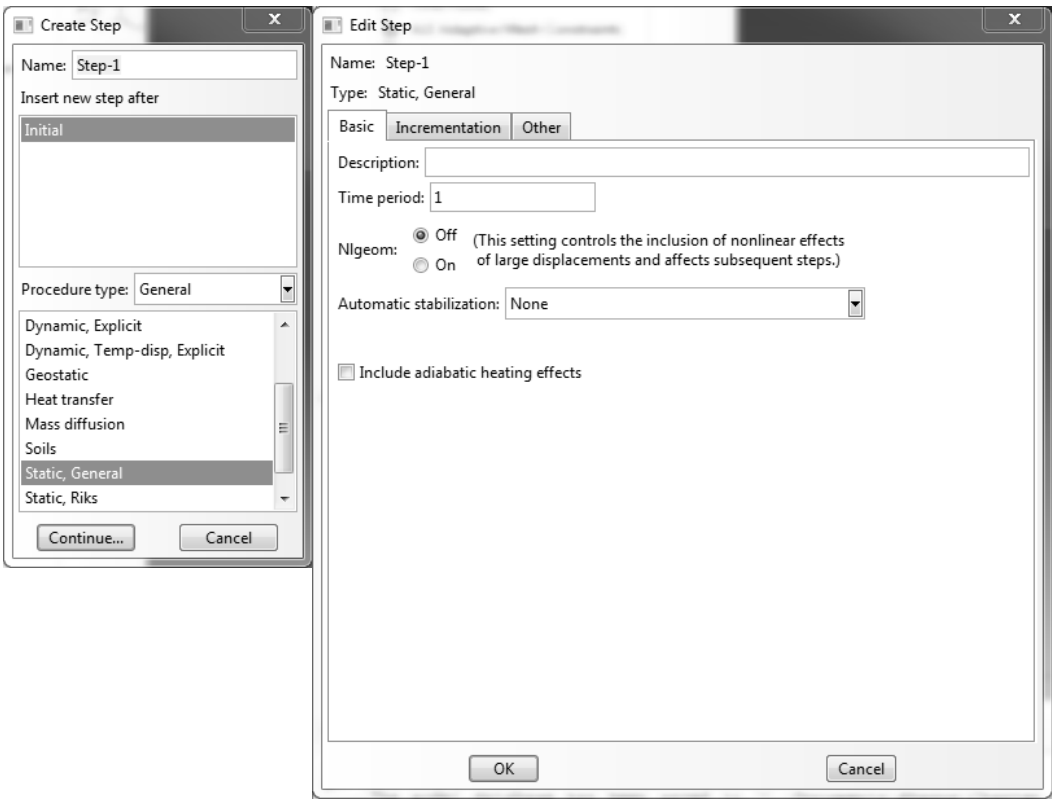 Create Step
Name: Step-1
Insert new step after
Initial
Procedure type: General
Dynamic, Explicit
Dynamic, Temp-disp, Explicit
Geostatic
Heat transfer
Mass diffusion
Soils
Static, General
Static, Riks
Continue... Cancel
Edit Step
Name: Step-1
Type: Static, General
Basic Incrementation Other
Description:
Time period: 1
Nlgeom: Off (This setting controls the inclusion of nonlinear effects
On of large displacements and affects subsequent steps.)
Automatic stabilization: None
Include adiabatic heating effects
OK Cancel